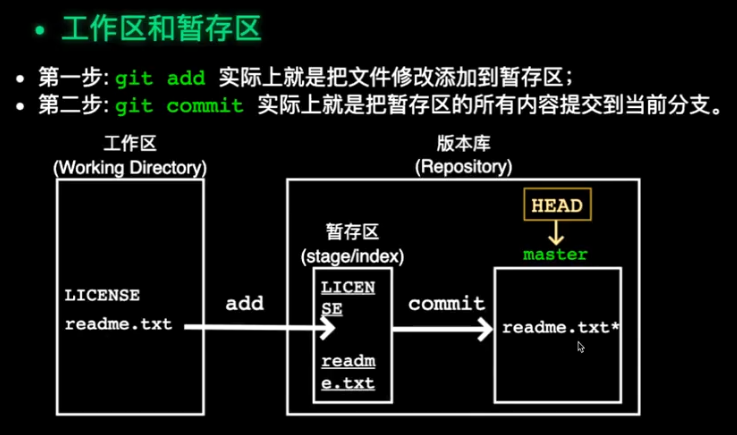 工作区和暂存区
第一步: git add 实际上就是把文件修改添加到暂存区；
第二步: git commit 实际上就是把暂存区的所有内容提交到当前分支。
工作区
(Working Directory)
版本库
(Repository)
HEAD
master
暂存区
(stage/index)
LICENSE
readme.txt
add
LICEN
SE
readm
e.txt
commit
readme.txt*